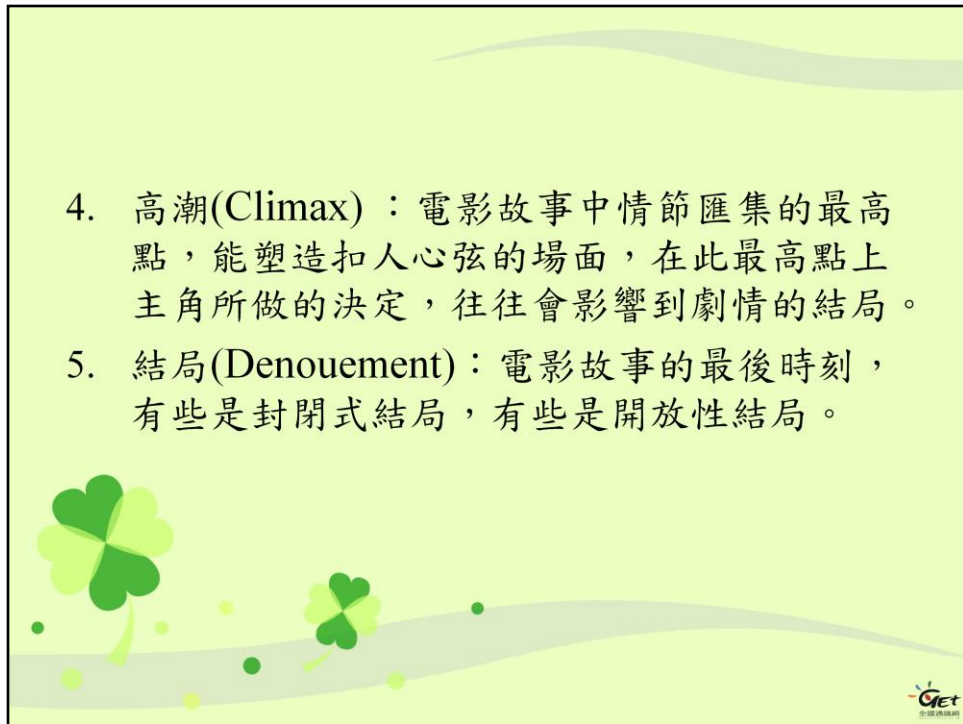 4. 高潮(Climax) ：電影故事中情節匯集的最高
點，能塑造扣人心弦的場面，在此最高點上
主角所做的決定，往往會影響到劇情的結局。
5. 結局(Denouement)：電影故事的最後時刻，
有些是封閉式結局，有些是開放性結局。
GET